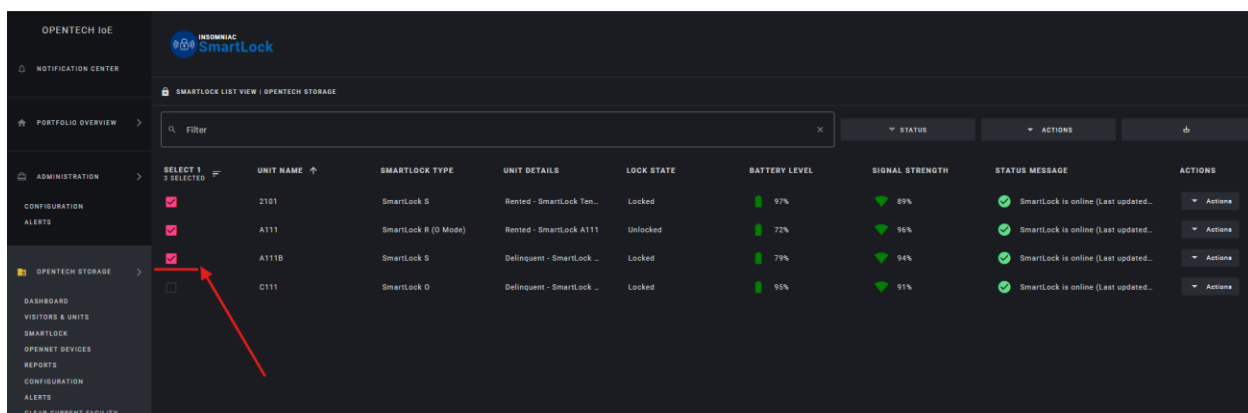 OPENTECH IoE
NOTIFICATION CENTER
PORTFOLIO OVERVIEW
ADMINISTRATION
CONFIGURATION
ALERTS
OPENTECH STORAGE
DASHBOARD
VISITORS & UNITS
SMARTLOCK
OPENNET DEVICES
REPORTS
CONFIGURATION
ALERTS
CLEAR CURRENT FACILITY
INSOMNIAC
SmartLock
SMARTLOCK LIST VIEW | OPENTECH STORAGE
Filter STATUS ACTIONS
SELECT 1 UNIT NAME SMARTLOCK TYPE UNIT DETAILS LOCK STATE BATTERY LEVEL SIGNAL STRENGTH STATUS MESSAGE ACTIONS
3 SELECTED
2101 SmartLock S Rented - SmartLock Ten... Locked 97% 89% SmartLock is online (Last updated... Actions
A111 SmartLock R (O Mode) Rented - SmartLock A111 Unlocked 72% 96% SmartLock is online (Last updated... Actions
A111B SmartLock S Delinquent - SmartLock ... Locked 79% 94% SmartLock is online (Last updated... Actions
C111 SmartLock O Delinquent - SmartLock ... Locked 95% 91% SmartLock is online (Last updated... Actions